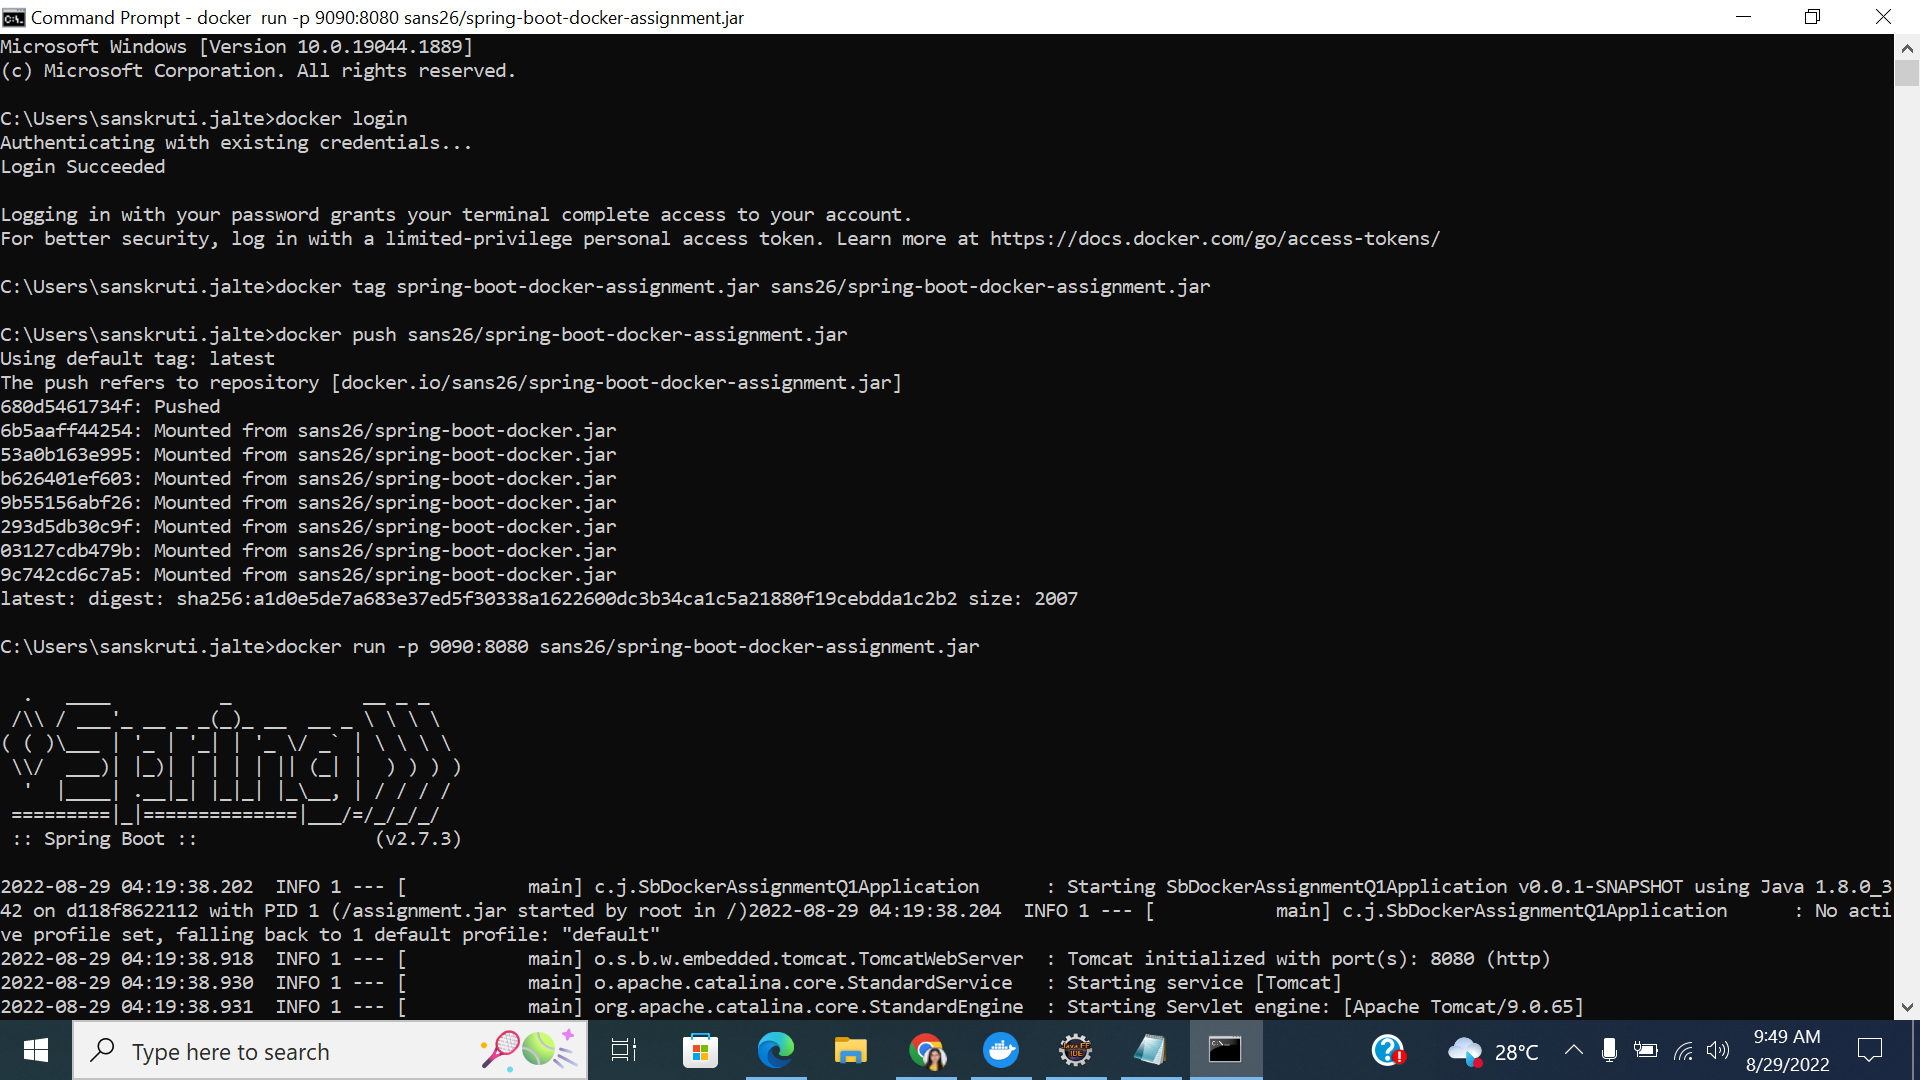 Command Prompt - docker  run -p 9090:8080 sans26/spring-boot-docker-assignment.jar
Microsoft Windows [Version 10.0.19044.1889]
(c) Microsoft Corporation. All rights reserved.
C:\Users\sanskruti.jalte>docker login
Authenticating with existing credentials...
Login Succeeded
Logging in with your password grants your terminal complete access to your account.
For better security, log in with a limited-privilege personal access token. Learn more at https://docs.docker.com/go/access-tokens/
C:\Users\sanskruti.jalte>docker tag spring-boot-docker-assignment.jar sans26/spring-boot-docker-assignment.jar
C:\Users\sanskruti.jalte>docker push sans26/spring-boot-docker-assignment.jar
Using default tag: latest
The push refers to repository [docker.io/sans26/spring-boot-docker-assignment.jar]
680d5461734f: Pushed
6b5aaff44254: Mounted from sans26/spring-boot-docker.jar
53a0b163e995: Mounted from sans26/spring-boot-docker.jar
b626401ef603: Mounted from sans26/spring-boot-docker.jar
9b55156abf26: Mounted from sans26/spring-boot-docker.jar
293d5db30c9f: Mounted from sans26/spring-boot-docker.jar
03127cdb479b: Mounted from sans26/spring-boot-docker.jar
9c742cd6c7a5: Mounted from sans26/spring-boot-docker.jar
latest: digest: sha256:a1d0e5de7a683e37ed5f30338a1622600dc3b34ca1c5a21880f19cebdda1c2b2 size: 2007
C:\Users\sanskruti.jalte>docker run -p 9090:8080 sans26/spring-boot-docker-assignment.jar
  .   ____          _            __ _ _
 /\\ / ___'_ __ _ _(_)_ __  __ _ \ \ \ \
( ( )\___ | '_ | '_| | '_ \/ _` | \ \ \ \
 \\/  ___)| |_)| | | | | || (_| |  ) ) ) )
  '  |____| .__|_| |_|_| |_\__, | / / / /
 =========|_|==============|___/=/_/_/_/
 :: Spring Boot ::                (v2.7.3)
2022-08-29 04:19:38.202  INFO 1 --- [           main] c.j.SbDockerAssignmentQ1Application      : Starting SbDockerAssignmentQ1Application v0.0.1-SNAPSHOT using Java 1.8.0_3
42 on d118f8622112 with PID 1 (/assignment.jar started by root in /)2022-08-29 04:19:38.204  INFO 1 --- [           main] c.j.SbDockerAssignmentQ1Application      : No acti
ve profile set, falling back to 1 default profile: "default"
2022-08-29 04:19:38.918  INFO 1 --- [           main] o.s.b.w.embedded.tomcat.TomcatWebServer  : Tomcat initialized with port(s): 8080 (http)
2022-08-29 04:19:38.930  INFO 1 --- [           main] o.apache.catalina.core.StandardService   : Starting service [Tomcat]
2022-08-29 04:19:38.931  INFO 1 --- [           main] org.apache.catalina.core.StandardEngine  : Starting Servlet engine: [Apache Tomcat/9.0.65]
Type here to search
28°C
9:49 AM
8/29/2022